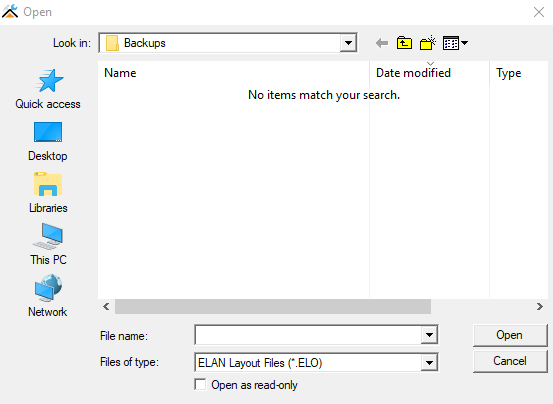 Open
Look in: Backups
Name Date modified Type
No items match your search.
Quick access
Desktop
Libraries
This PC
Network
File name: Open
Files of type: ELAN Layout Files (*.ELO) Cancel
Open as read-only